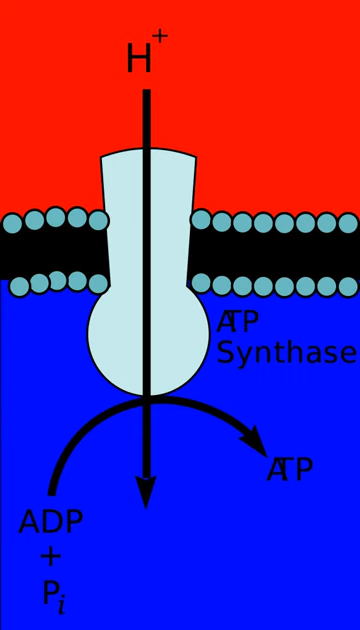 H+
ATP
Synthase
ATP
ADP
+
Pi